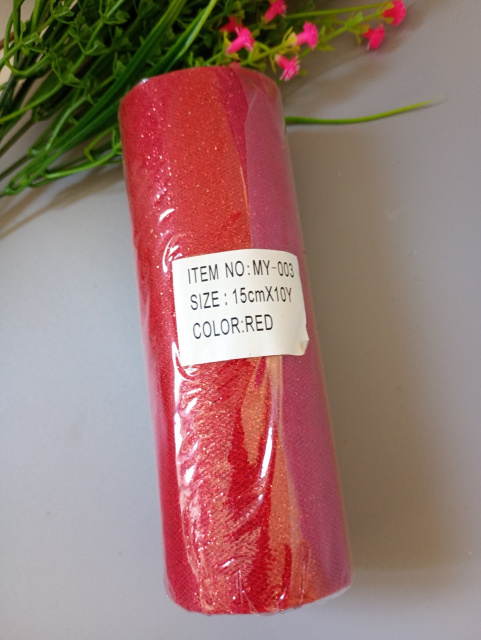 ITEM NO:MY-003
SIZE : 15cmX10Y
COLOR:RED